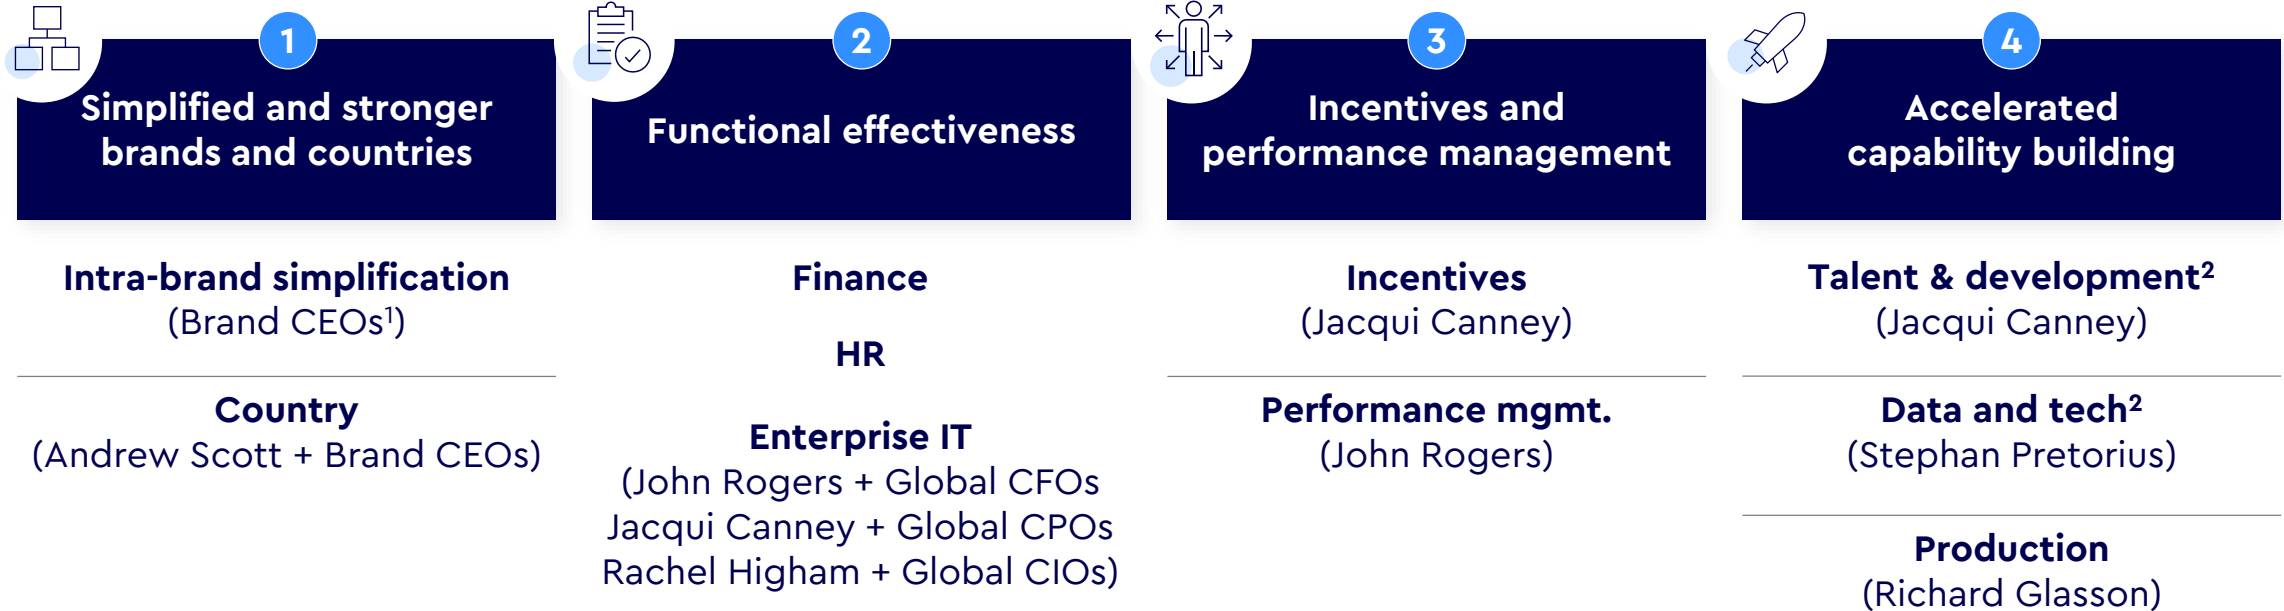 1
Simplified and stronger
brands and countries
Intra-brand simplification
(Brand CEOs¹)
Country
(Andrew Scott + Brand CEOs)
2
Functional effectiveness
Finance
HR
Enterprise IT
(John Rogers + Global CFOs
Jacqui Canney + Global CPOs
Rachel Higham + Global CIOs)
3
Incentives and
performance management
Incentives
(Jacqui Canney)
Performance mgmt.
(John Rogers)
4
Accelerated
capability building
Talent & development²
(Jacqui Canney)
Data and tech²
(Stephan Pretorius)
Production
(Richard Glasson)